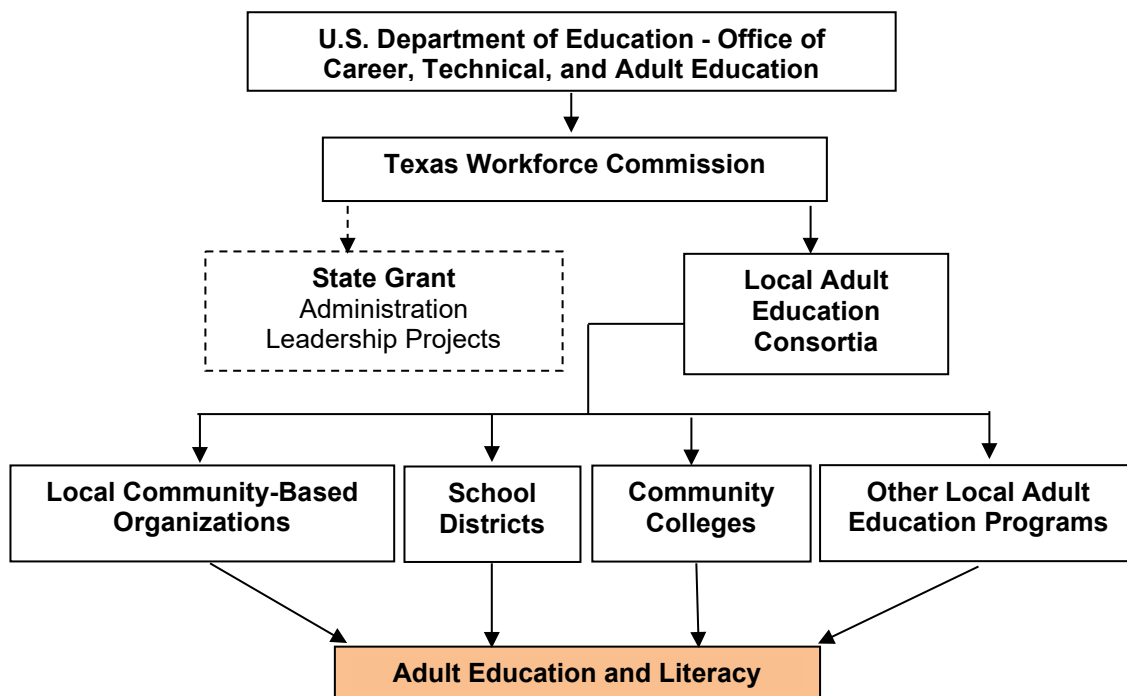 U.S. Department of Education - Office of
Career, Technical, and Adult Education
Texas Workforce Commission
State Grant
Administration
Leadership Projects
Local Adult
Education
Consortia
Local Community-Based
Organizations
School
Districts
Community
Colleges
Other Local Adult
Education Programs
Adult Education and Literacy